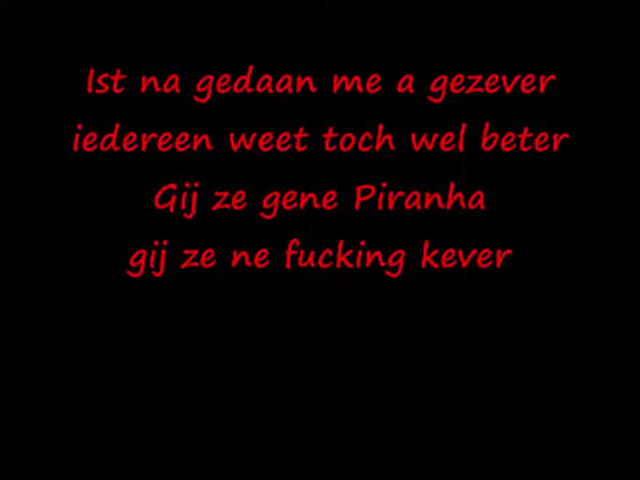 Ist na gedaan me a gezever
iedereen weet toch wel beter
Gij ze gene Piranha
gij ze ne fucking kever